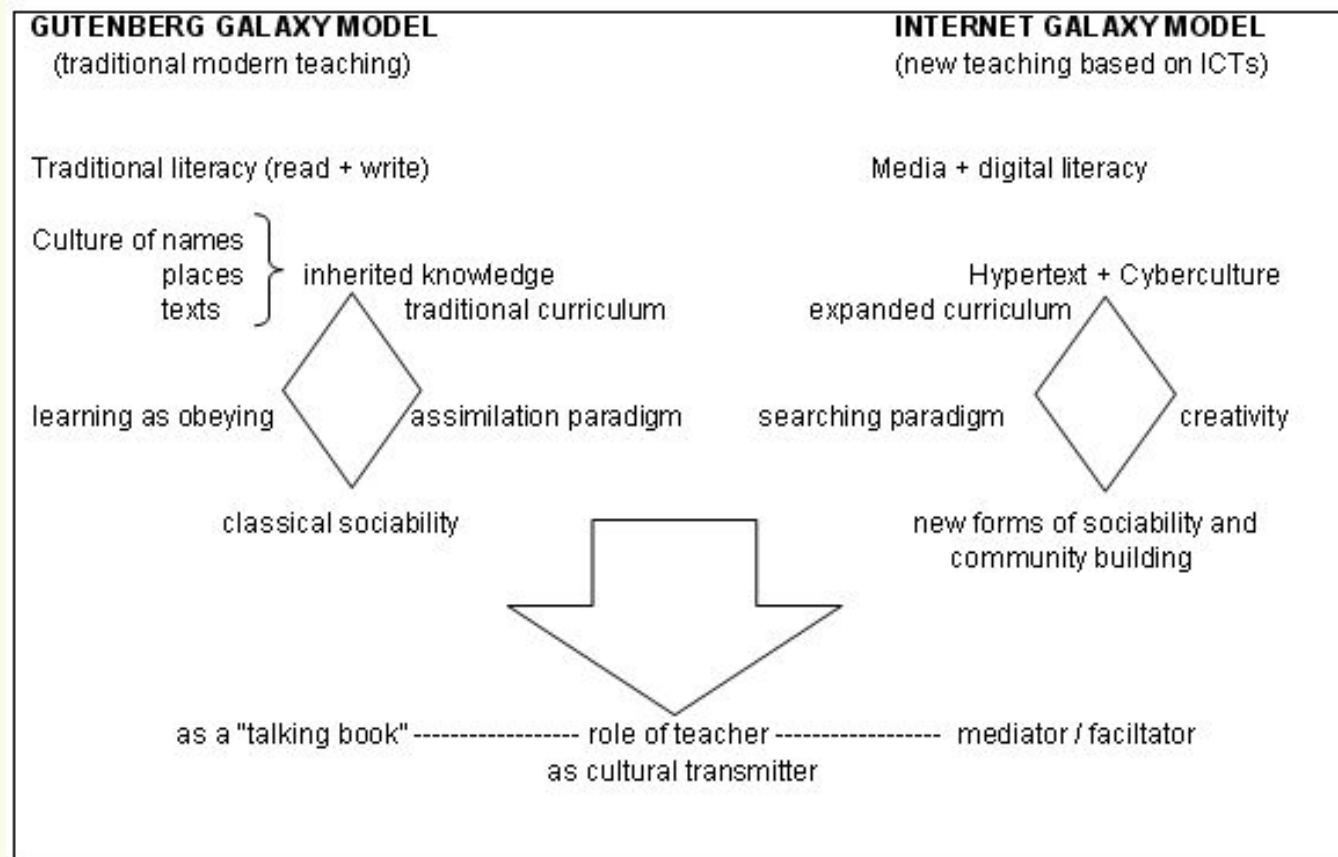 GUTENBERG GALAXY MODEL
(traditional modern teaching)
INTERNET GALAXY MODEL
(new teaching based on ICTs)
Traditional literacy (read + write)
Media + digital literacy
Culture of names
places
texts
inherited knowledge
traditional curriculum
Hypertext + Cyberculture
expanded curriculum
learning as obeying
assimilation paradigm
searching paradigm
creativity
classical sociability
new forms of sociability and
community building
as a "talking book" ----------------- role of teacher ----------------- mediator / faciltator
as cultural transmitter